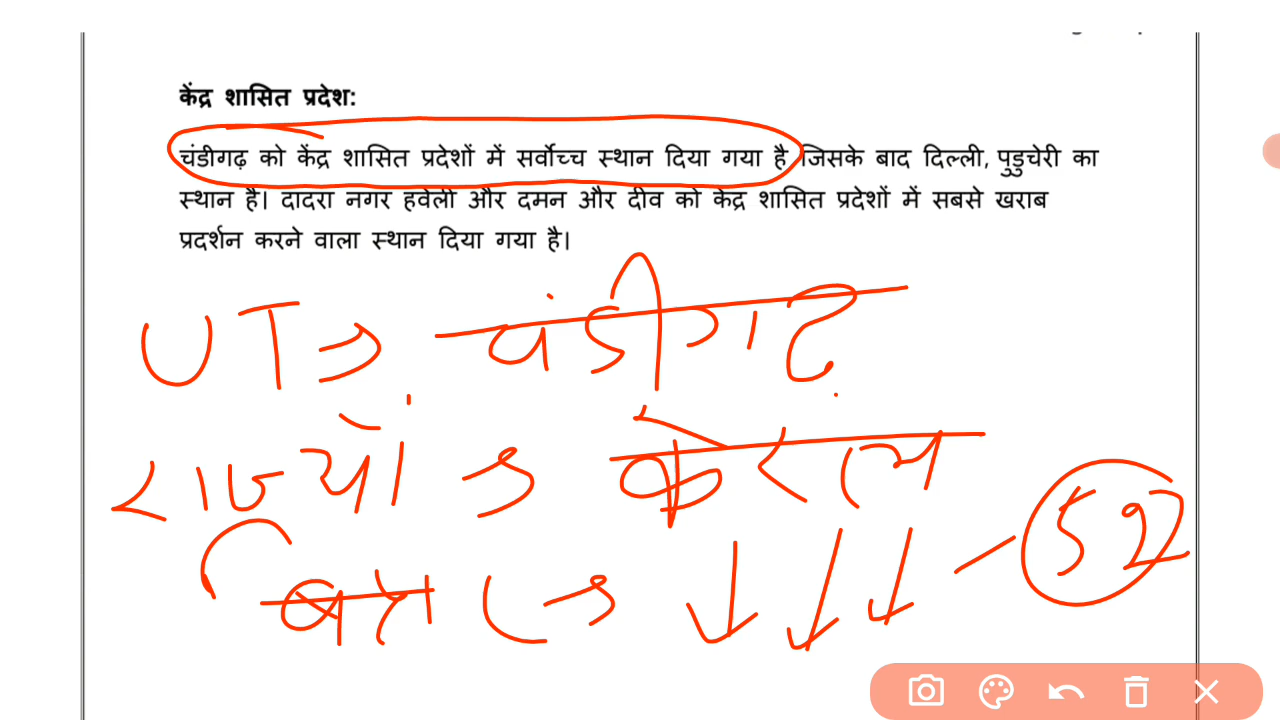 केंद्र शासित प्रदेश:
चंडीगढ़ को केंद्र शासित प्रदेशों में सर्वोच्च स्थान दिया गया है जिसके बाद दिल्ली, पुडुचेरी का
स्थान है। दादरा नगर हवेली और दमन और दीव को केंद्र शासित प्रदेशों में सबसे खराब
प्रदर्शन करने वाला स्थान दिया गया है।
UT → चंडीगढ
राज्यों → केरल
बिहार → ↓ ↓ ↓ - 52